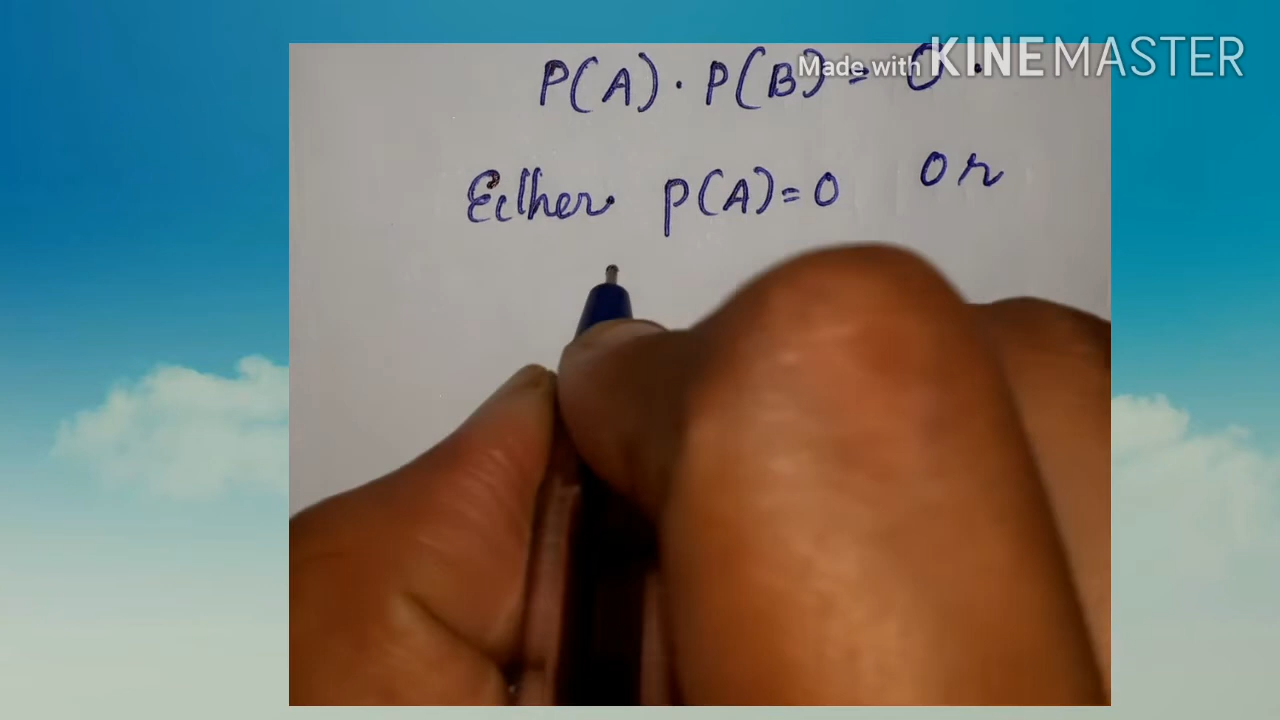 P(A) . P(B) = 0 .
Made with KINEMASTER
Either P(A) = 0 or